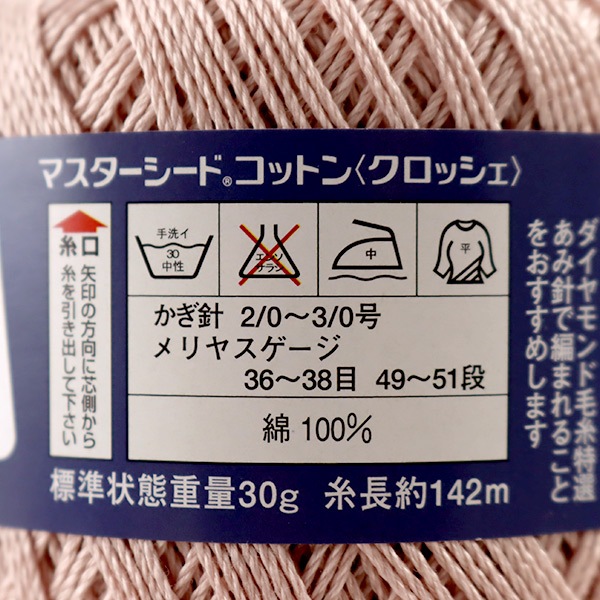 マスターシード®コットン〈クロッシェ〉
糸口
矢印の方向に芯側から
糸を引き出して下さい
手洗イ
30
中性
エンソ
サラシ
中
平
かぎ針 2/0〜3/0号
メリヤスゲージ
36〜38目 49〜51段
綿 100%
標準状態重量30g 糸長約142m
ダイヤモンド毛糸特選
あみ針で編まれること
をおすすめします